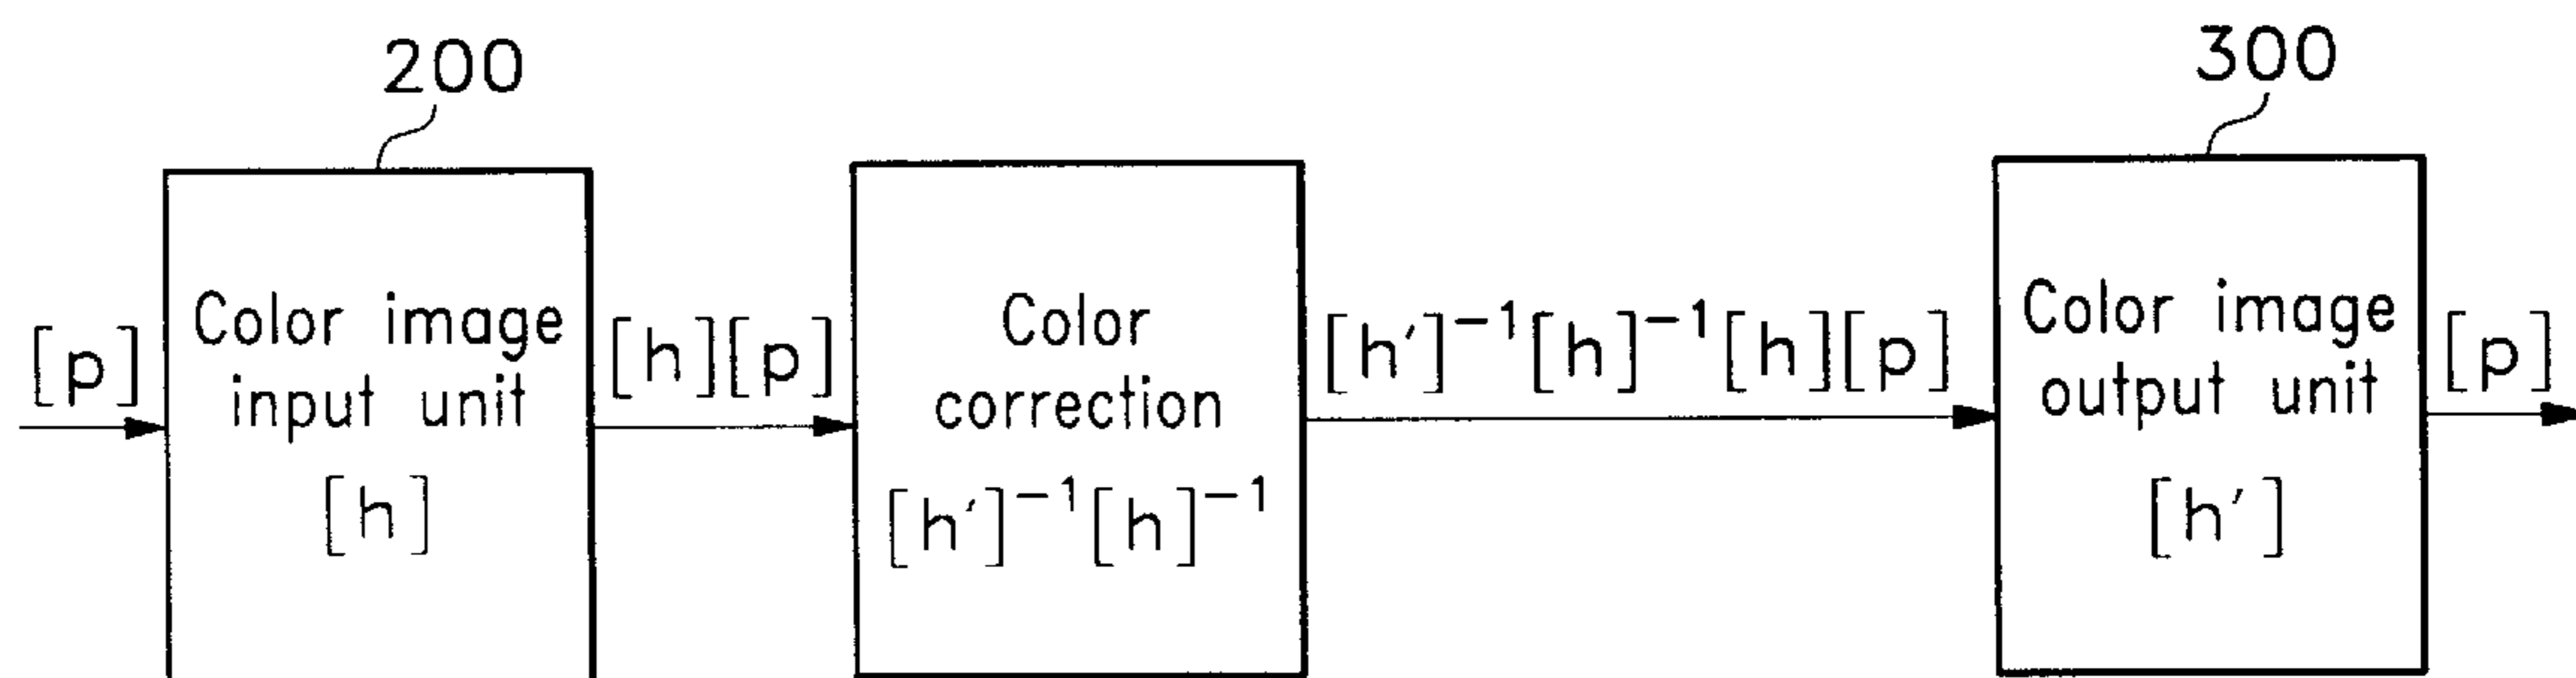 200
300
[p]
Color image
input unit
[h]
[h][p]
Color
correction
[h′]⁻¹[h]⁻¹
[h′]⁻¹[h]⁻¹[h][p]
Color image
output unit
[h′]
[p]